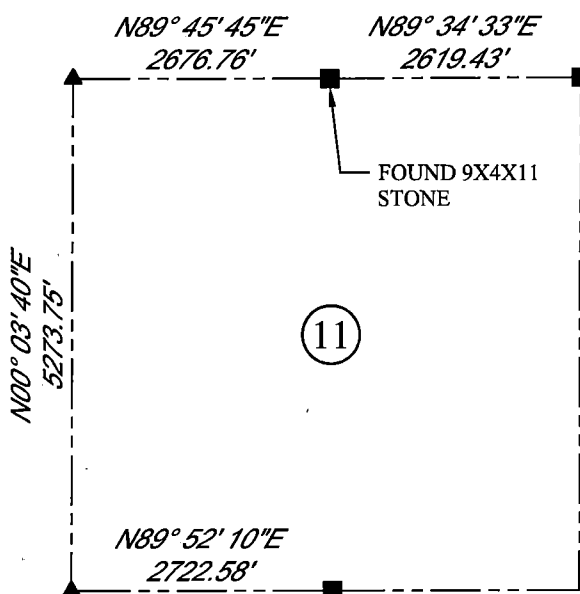 N89° 45' 45"E
2676.76'
N89° 34' 33"E
2619.43'
FOUND 9X4X11
STONE
N00° 03' 40"E
5273.75'
11
N89° 52' 10"E
2722.58'